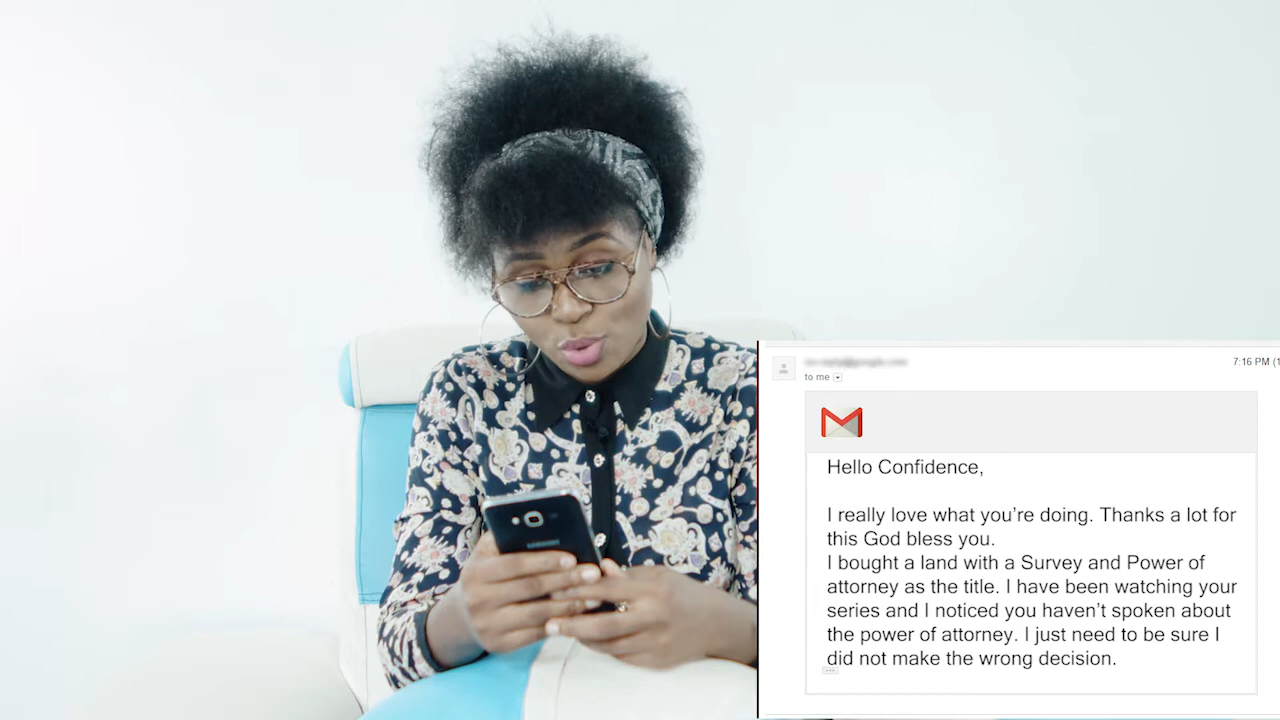 7:16 PM (1
to me
Hello Confidence,
I really love what you’re doing. Thanks a lot for
this God bless you.
I bought a land with a Survey and Power of
attorney as the title. I have been watching your
series and I noticed you haven’t spoken about
the power of attorney. I just need to be sure I
did not make the wrong decision.
SAMSUNG